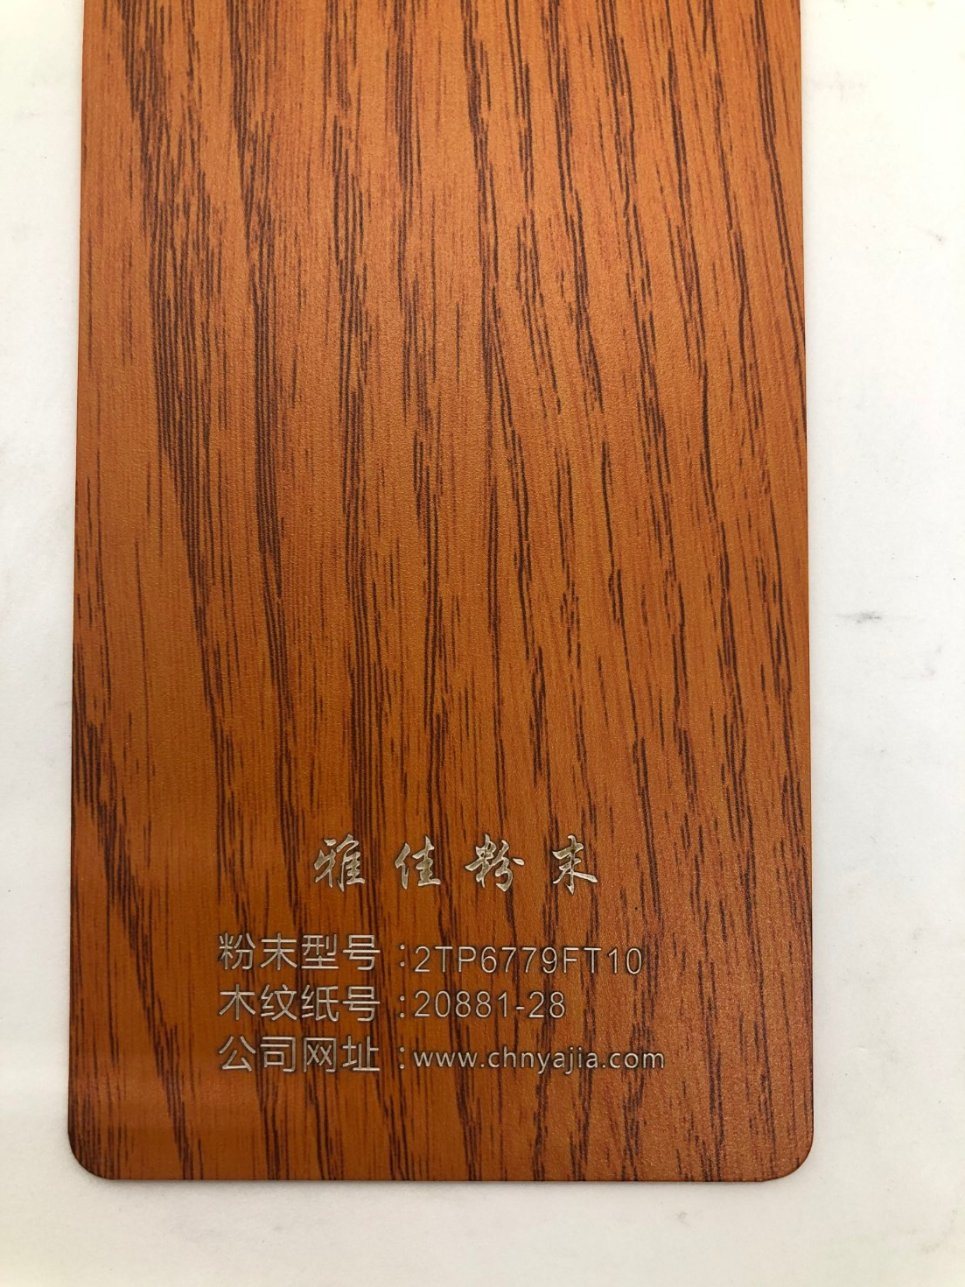 雅佳粉末
粉末型号：2TP6779FT10
木纹纸号：20881-28
公司网址：www.chnyajia.com